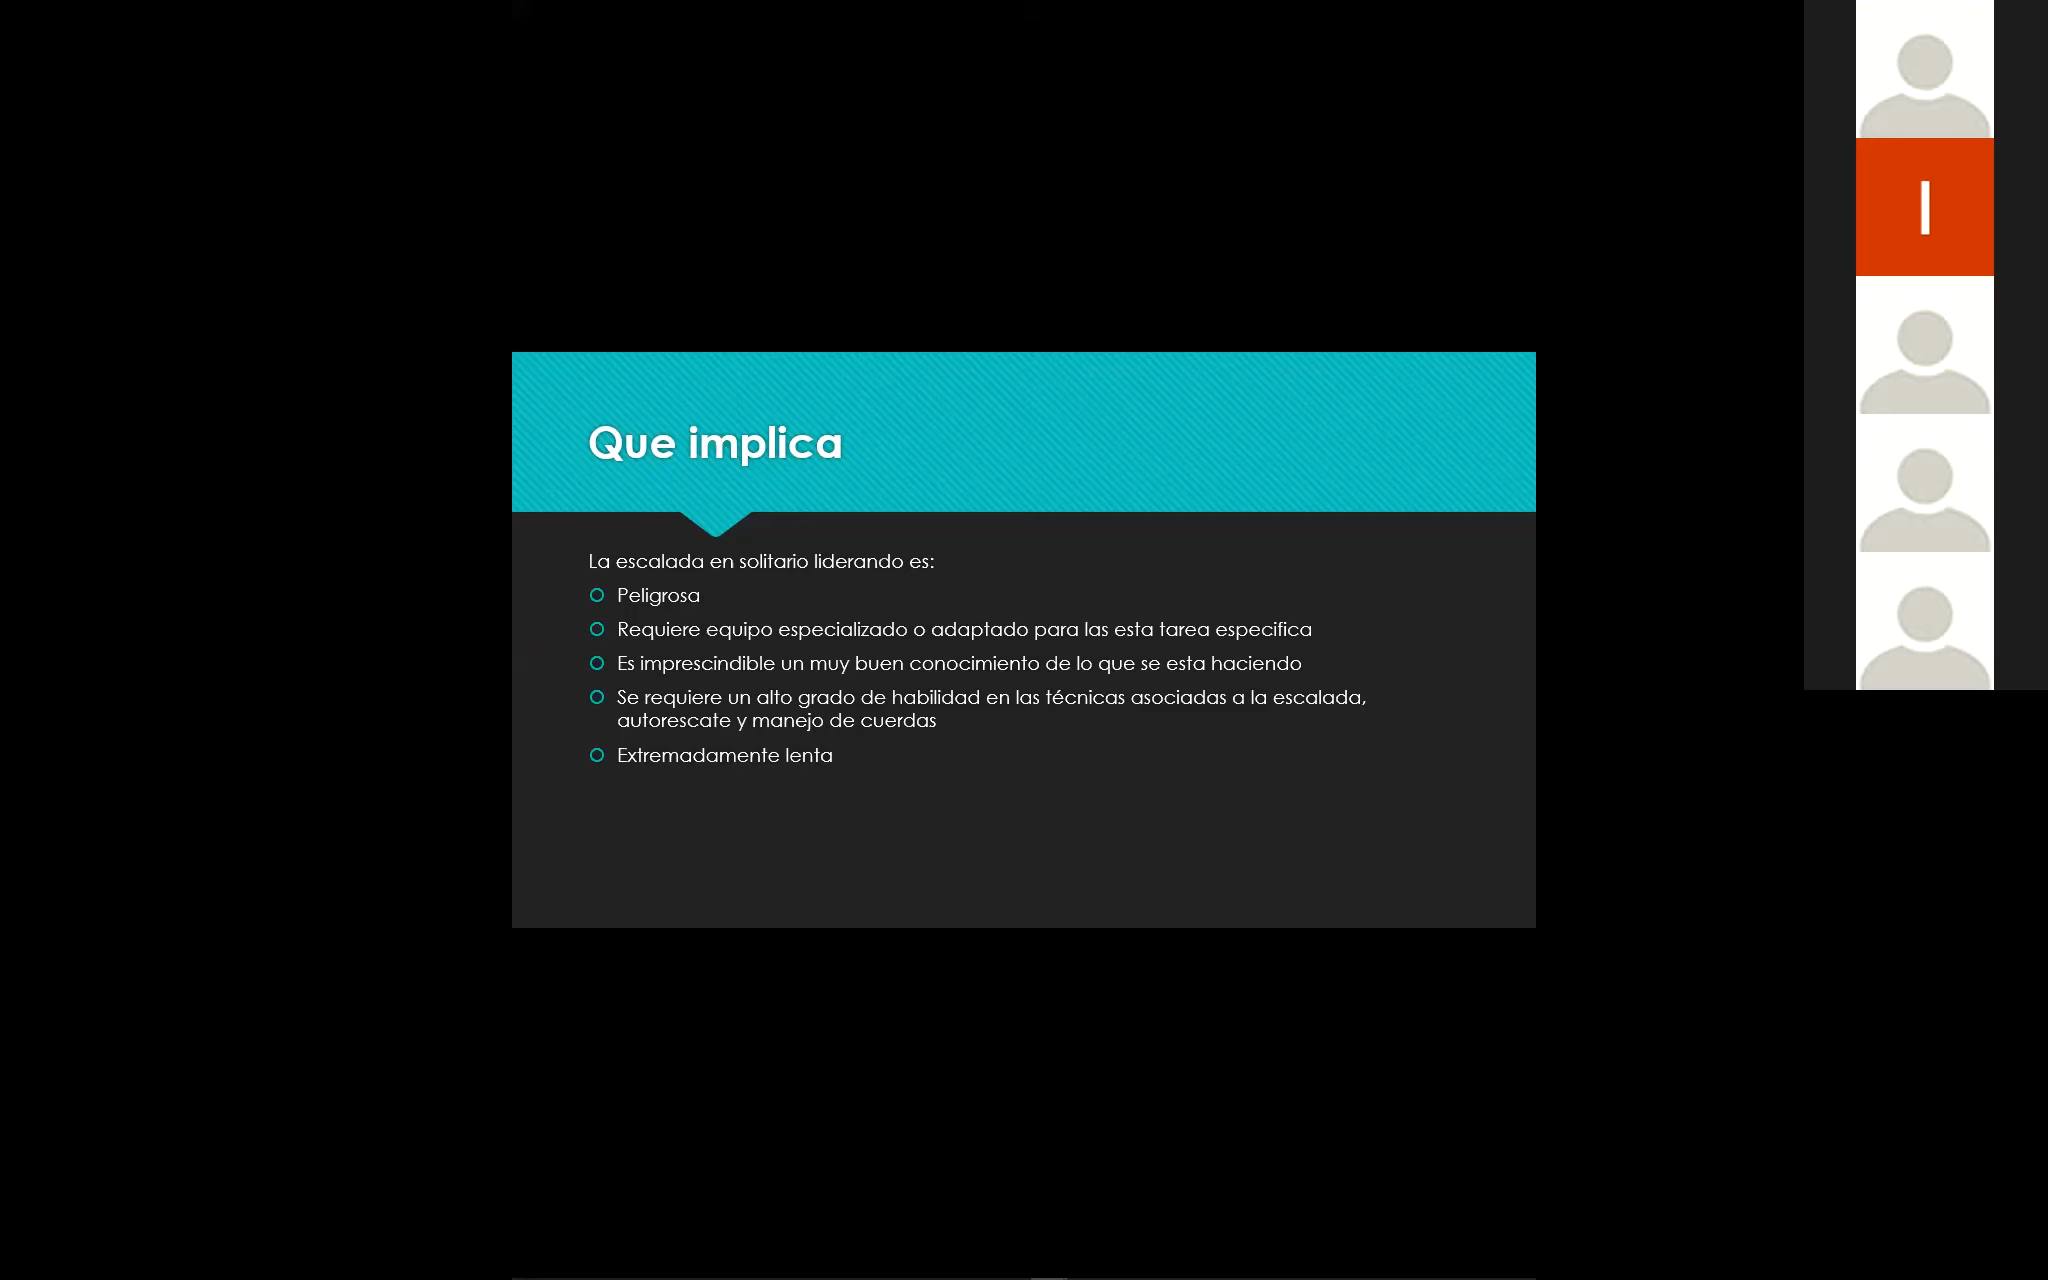 Que implica
La escalada en solitario liderando es:
Peligrosa
Requiere equipo especializado o adaptado para las esta tarea especifica
Es imprescindible un muy buen conocimiento de lo que se esta haciendo
Se requiere un alto grado de habilidad en las técnicas asociadas a la escalada,
autorescate y manejo de cuerdas
Extremadamente lenta
I